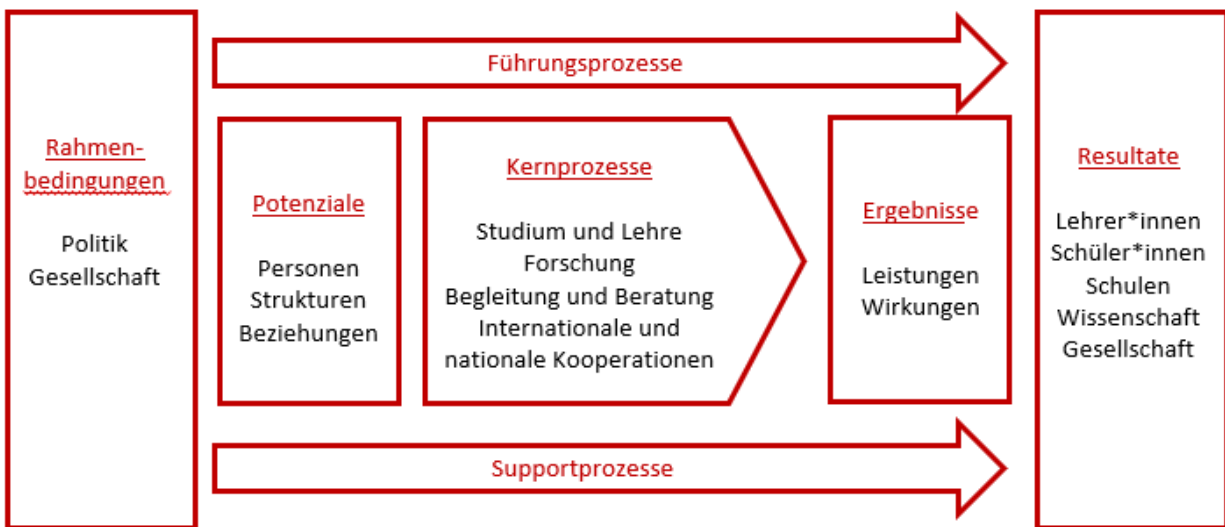 Führungsprozesse
Rahmen-
bedingungen
Politik
Gesellschaft
Potenziale
Personen
Strukturen
Beziehungen
Kernprozesse
Studium und Lehre
Forschung
Begleitung und Beratung
Internationale und
nationale Kooperationen
Ergebnisse
Leistungen
Wirkungen
Resultate
Lehrer*innen
Schüler*innen
Schulen
Wissenschaft
Gesellschaft
Supportprozesse